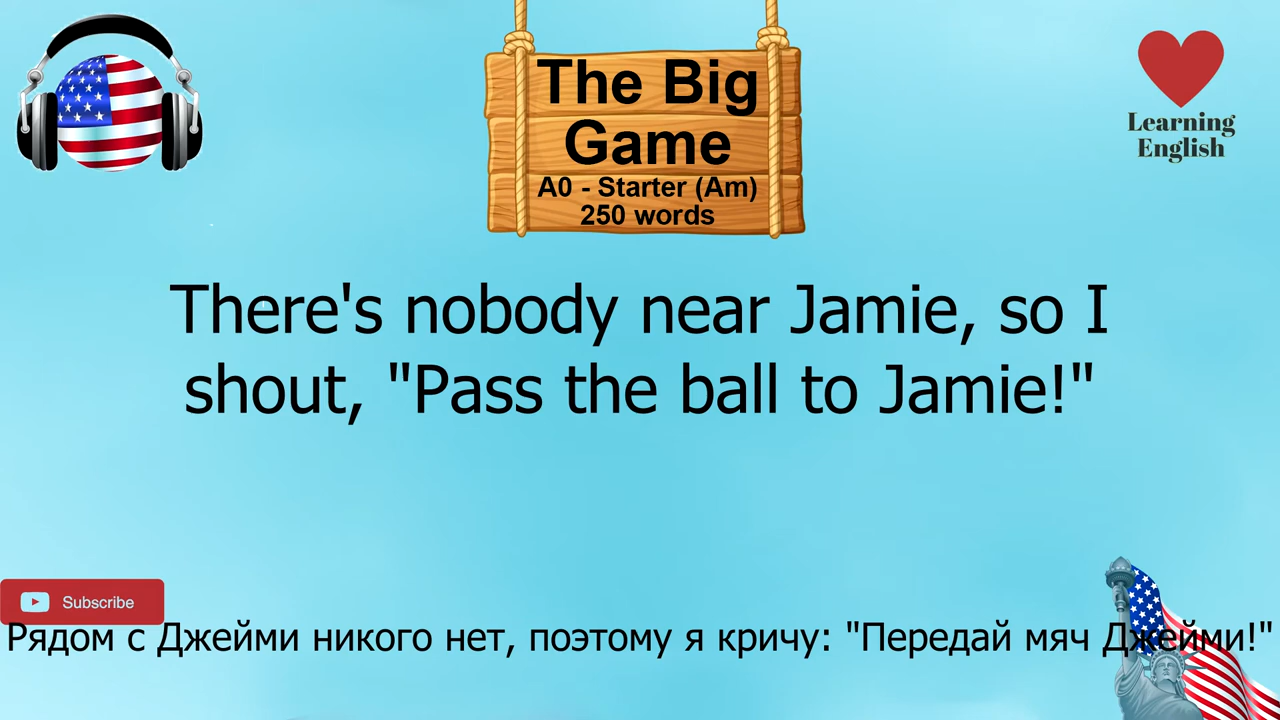 The Big
Game
A0 - Starter (Am)
250 words
Learning
English
There's nobody near Jamie, so I
shout, "Pass the ball to Jamie!"
Subscribe
Рядом с Джейми никого нет, поэтому я кричу: "Передай мяч Джейми!"